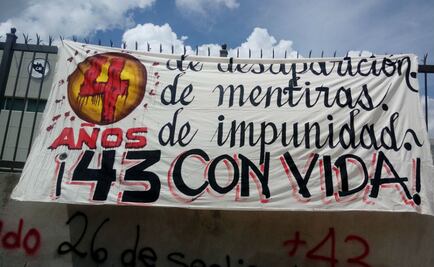 de desaparición.
4 de mentiras.
AÑOS de impunidad.
¡43 CON VIDA!
26 de +43